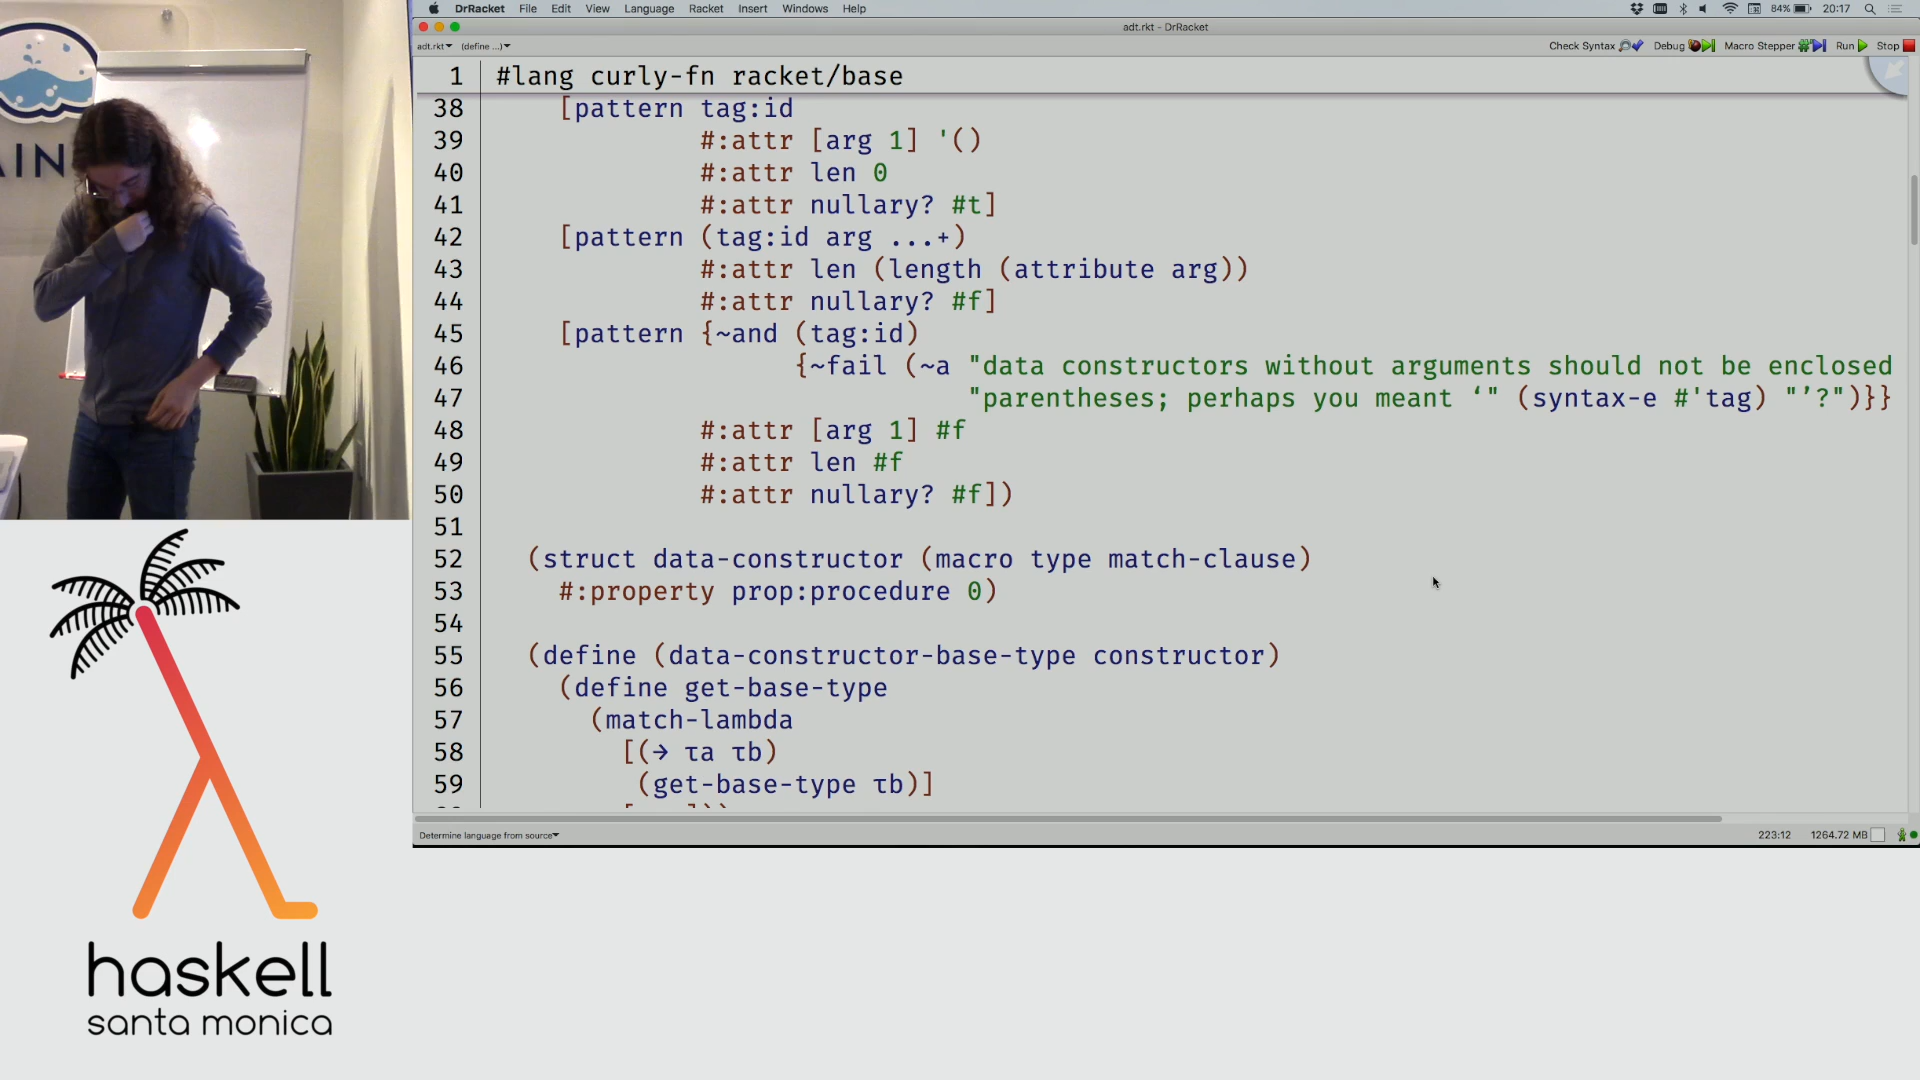 DrRacket File Edit View Language Racket Insert Windows Help 84% 20:17
adt.rkt - DrRacket
adt.rkt (define ...) Check Syntax Debug Macro Stepper Run Stop
1 #lang curly-fn racket/base
38 [pattern tag:id
39 #:attr [arg 1] '()
40 #:attr len 0
41 #:attr nullary? #t]
42 [pattern (tag:id arg ...+)
43 #:attr len (length (attribute arg))
44 #:attr nullary? #f]
45 [pattern {~and (tag:id)
46 {~fail (~a "data constructors without arguments should not be enclosed
47 "parentheses; perhaps you meant ‘" (syntax-e #'tag) "’?")}}
48 #:attr [arg 1] #f
49 #:attr len #f
50 #:attr nullary? #f])
51
52 (struct data-constructor (macro type match-clause)
53 #:property prop:procedure 0)
54
55 (define (data-constructor-base-type constructor)
56 (define get-base-type
57 (match-lambda
58 [(→ τa τb)
59 (get-base-type τb)]
Determine language from source 223:12 1264.72 MB
haskell
santa monica